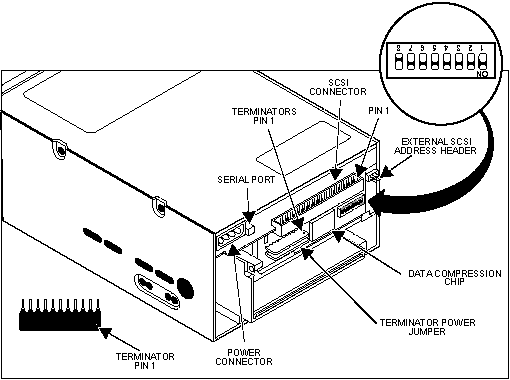 8 7 6 5 4 3 2 1
ON
SCSI
CONNECTOR
TERMINATORS
PIN 1
PIN 1
EXTERNAL SCSI
ADDRESS HEADER
SERIAL PORT
DATA COMPRESSION
CHIP
TERMINATOR POWER
JUMPER
POWER
CONNECTOR
TERMINATOR
PIN 1